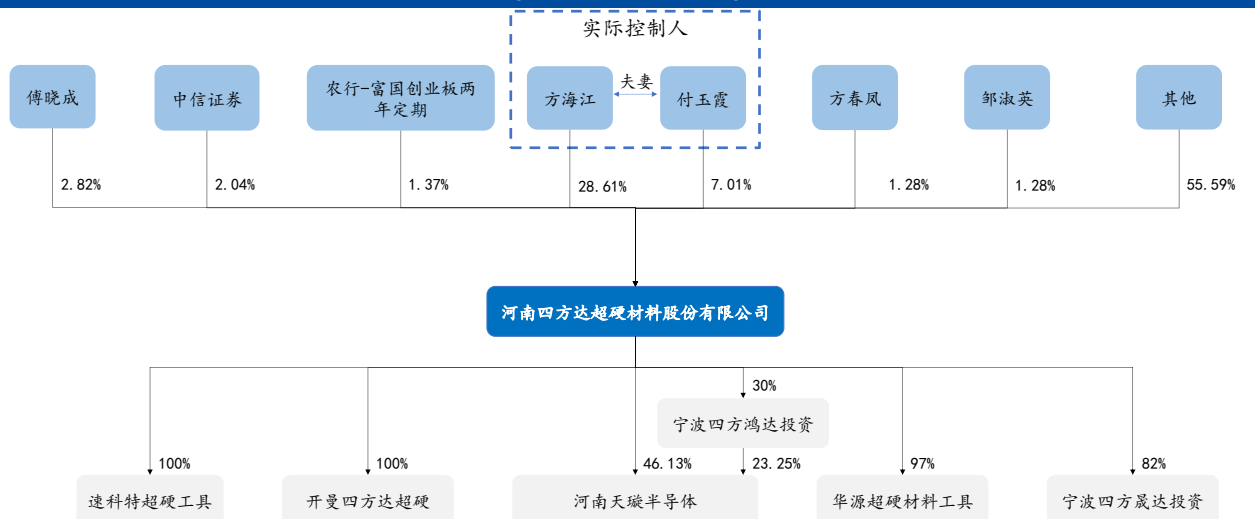 实际控制人
傅晓成
中信证券
农行-富国创业板两
年定期
方海江
夫妻
付玉霞
方春凤
邹淑英
其他
2.82%
2.04%
1.37%
28.61%
7.01%
1.28%
1.28%
55.59%
河南四方达超硬材料股份有限公司
30%
宁波四方鸿达投资
100%
100%
46.13%
23.25%
97%
82%
速科特超硬工具
开曼四方达超硬
河南天璇半导体
华源超硬材料工具
宁波四方晟达投资